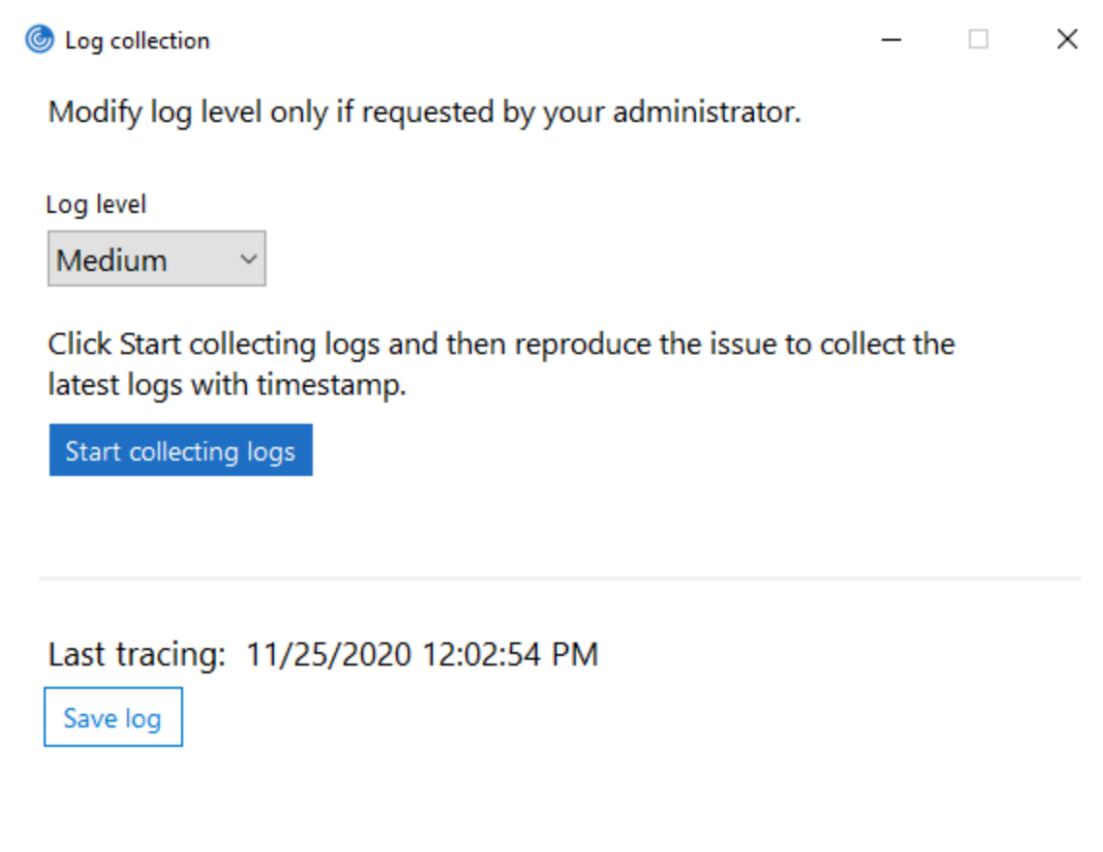 Log collection
Modify log level only if requested by your administrator.
Log level
Medium
Click Start collecting logs and then reproduce the issue to collect the
latest logs with timestamp.
Start collecting logs
Last tracing: 11/25/2020 12:02:54 PM
Save log